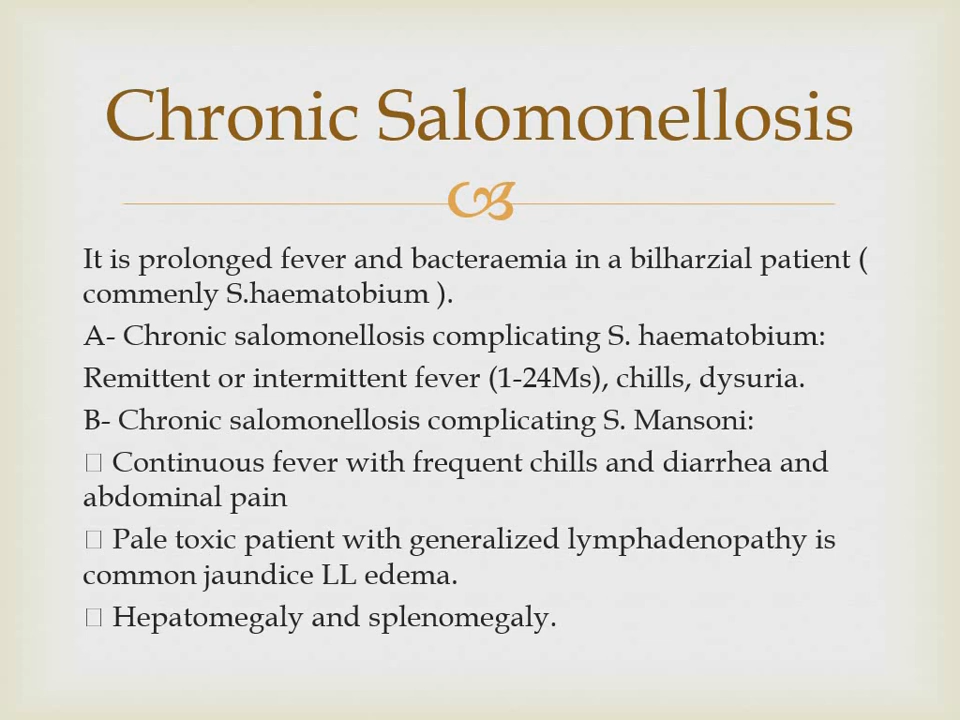 Chronic Salomonellosis
It is prolonged fever and bacteraemia in a bilharzial patient (
commenly S.haematobium ).
A- Chronic salomonellosis complicating S. haematobium:
Remittent or intermittent fever (1-24Ms), chills, dysuria.
B- Chronic salomonellosis complicating S. Mansoni:
Continuous fever with frequent chills and diarrhea and
abdominal pain
Pale toxic patient with generalized lymphadenopathy is
common jaundice LL edema.
Hepatomegaly and splenomegaly.